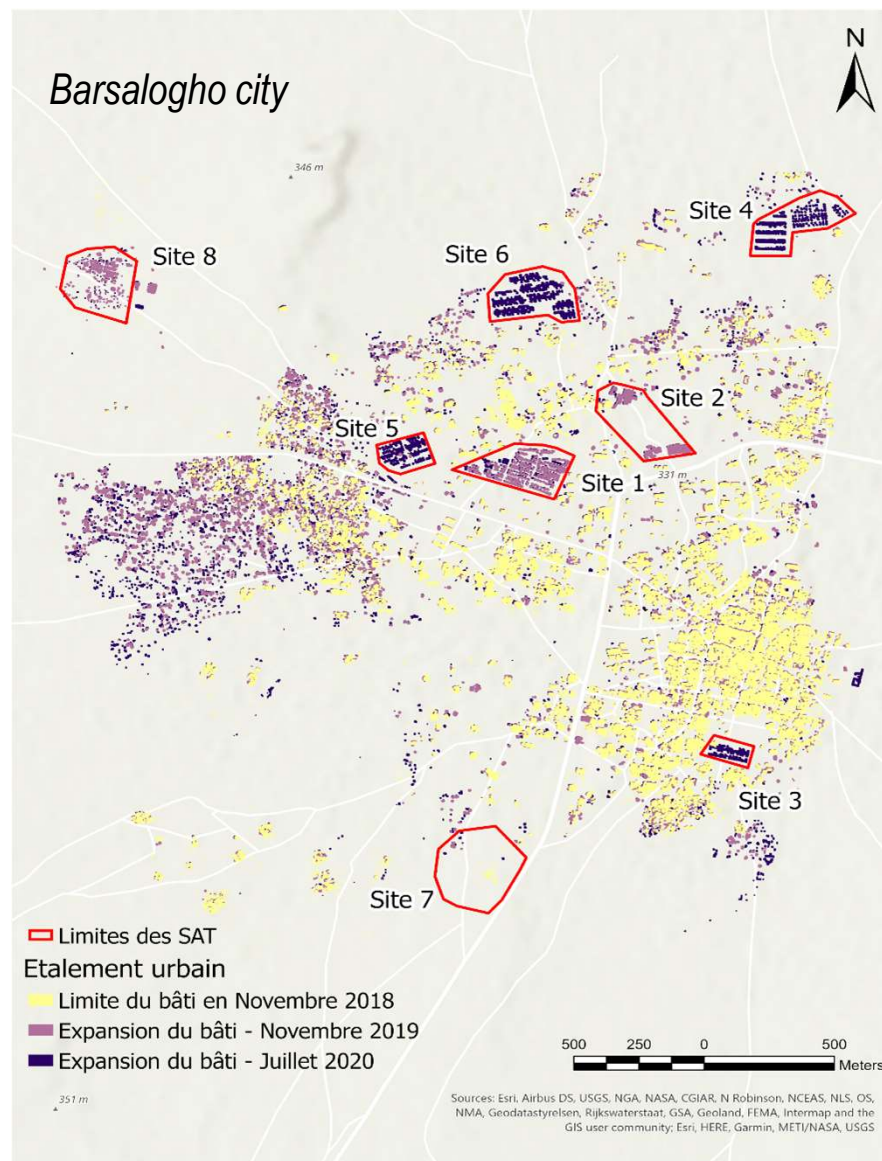 Barsalogho city
N
346 m
Site 4
Site 6
Site 8
Site 2
Site 5
331 m
Site 1
Site 3
Site 7
Limites des SAT
Etalement urbain
Limite du bâti en Novembre 2018
Expansion du bâti - Novembre 2019
Expansion du bâti - Juillet 2020
500 250 0 500
Meters
351 m
Sources: Esri, Airbus DS, USGS, NGA, NASA, CGIAR, N Robinson, NCEAS, NLS, OS,
NMA, Geodatastyrelsen, Rijkswaterstaat, GSA, Geoland, FEMA, Intermap and the
GIS user community; Esri, HERE, Garmin, METI/NASA, USGS